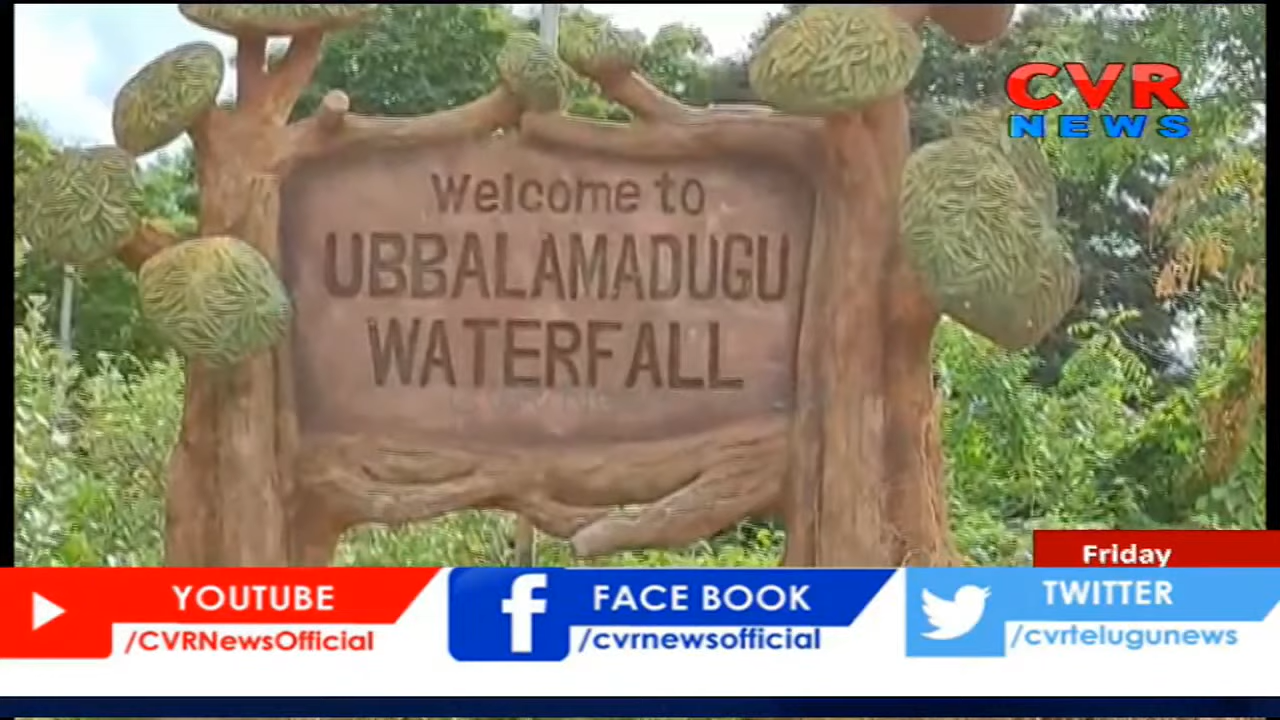 CVR
NEWS
Welcome to
UBBALAMADUGU
WATERFALL
Friday
YOUTUBE
/CVRNewsOfficial
FACE BOOK
/cvrnewsofficial
TWITTER
/cvrtelugunews